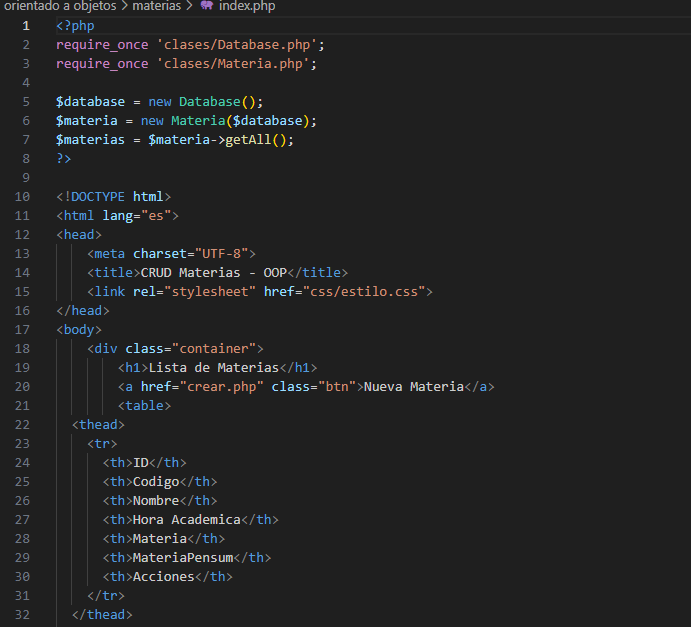 orientado a objetos > materias > index.php
1 <?php
2 require_once 'clases/Database.php';
3 require_once 'clases/Materia.php';
4
5 $database = new Database();
6 $materia = new Materia($database);
7 $materias = $materia->getAll();
8 ?>
9
10 <!DOCTYPE html>
11 <html lang="es">
12 <head>
13     <meta charset="UTF-8">
14     <title>CRUD Materias - OOP</title>
15     <link rel="stylesheet" href="css/estilo.css">
16 </head>
17 <body>
18     <div class="container">
19         <h1>Lista de Materias</h1>
20         <a href="crear.php" class="btn">Nueva Materia</a>
21         <table>
22   <thead>
23     <tr>
24       <th>ID</th>
25       <th>Codigo</th>
26       <th>Nombre</th>
27       <th>Hora Academica</th>
28       <th>Materia</th>
29       <th>MateriaPensum</th>
30       <th>Acciones</th>
31     </tr>
32   </thead>